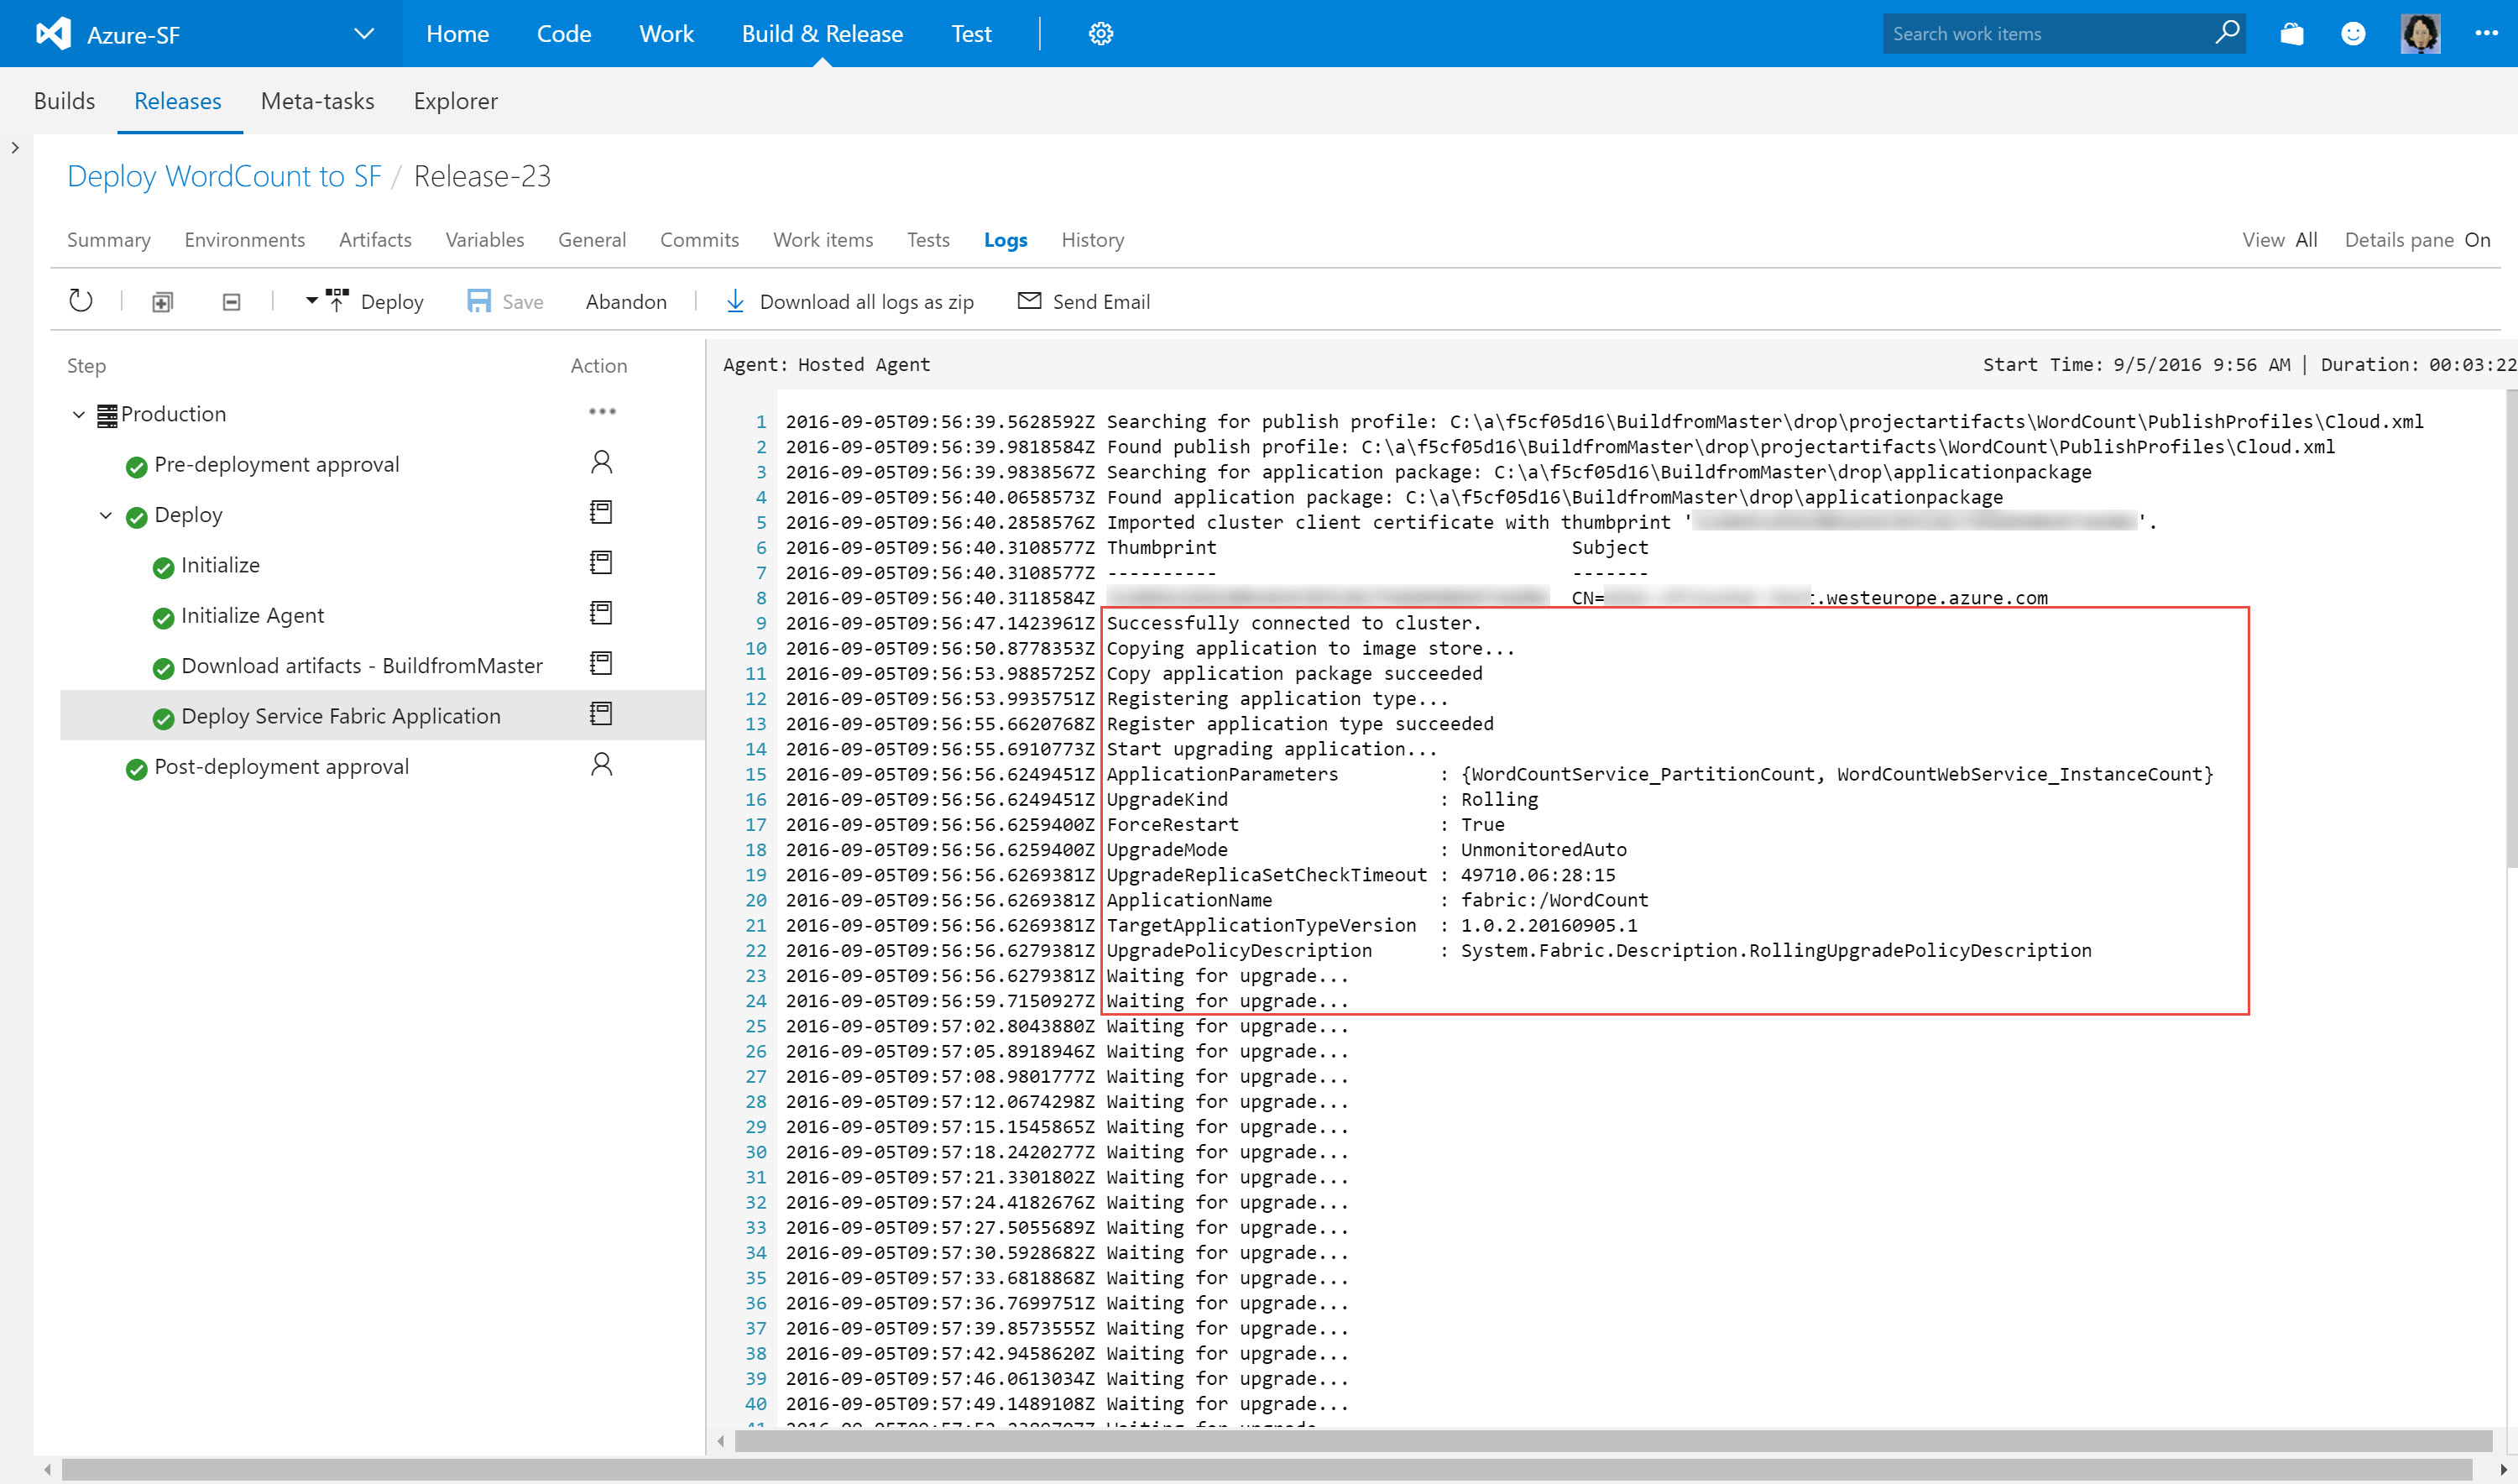 Azure-SF Home Code Work Build & Release Test Search work items
Builds Releases Meta-tasks Explorer
Deploy WordCount to SF / Release-23
Summary Environments Artifacts Variables General Commits Work items Tests Logs History View All Details pane On
Deploy Save Abandon Download all logs as zip Send Email
Step Action
Production
Pre-deployment approval
Deploy
Initialize
Initialize Agent
Download artifacts - BuildfromMaster
Deploy Service Fabric Application
Post-deployment approval
Agent: Hosted Agent Start Time: 9/5/2016 9:56 AM | Duration: 00:03:22
1 2016-09-05T09:56:39.5628592Z Searching for publish profile: C:\a\f5cf05d16\BuildfromMaster\drop\projectartifacts\WordCount\PublishProfiles\Cloud.xml
2 2016-09-05T09:56:39.9818584Z Found publish profile: C:\a\f5cf05d16\BuildfromMaster\drop\projectartifacts\WordCount\PublishProfiles\Cloud.xml
3 2016-09-05T09:56:39.9838567Z Searching for application package: C:\a\f5cf05d16\BuildfromMaster\drop\applicationpackage
4 2016-09-05T09:56:40.0658573Z Found application package: C:\a\f5cf05d16\BuildfromMaster\drop\applicationpackage
5 2016-09-05T09:56:40.2858576Z Imported cluster client certificate with thumbprint ' '.
6 2016-09-05T09:56:40.3108577Z Thumbprint Subject
7 2016-09-05T09:56:40.3108577Z ---------- -------
8 2016-09-05T09:56:40.3118584Z CN= .westeurope.azure.com
9 2016-09-05T09:56:47.1423961Z Successfully connected to cluster.
10 2016-09-05T09:56:50.8778353Z Copying application to image store...
11 2016-09-05T09:56:53.9885725Z Copy application package succeeded
12 2016-09-05T09:56:53.9935751Z Registering application type...
13 2016-09-05T09:56:55.6620768Z Register application type succeeded
14 2016-09-05T09:56:55.6910773Z Start upgrading application...
15 2016-09-05T09:56:56.6249451Z ApplicationParameters : {WordCountService_PartitionCount, WordCountWebService_InstanceCount}
16 2016-09-05T09:56:56.6249451Z UpgradeKind : Rolling
17 2016-09-05T09:56:56.6259400Z ForceRestart : True
18 2016-09-05T09:56:56.6259400Z UpgradeMode : UnmonitoredAuto
19 2016-09-05T09:56:56.6269381Z UpgradeReplicaSetCheckTimeout : 49710.06:28:15
20 2016-09-05T09:56:56.6269381Z ApplicationName : fabric:/WordCount
21 2016-09-05T09:56:56.6269381Z TargetApplicationTypeVersion : 1.0.2.20160905.1
22 2016-09-05T09:56:56.6279381Z UpgradePolicyDescription : System.Fabric.Description.RollingUpgradePolicyDescription
23 2016-09-05T09:56:56.6279381Z Waiting for upgrade...
24 2016-09-05T09:56:59.7150927Z Waiting for upgrade...
25 2016-09-05T09:57:02.8043880Z Waiting for upgrade...
26 2016-09-05T09:57:05.8918946Z Waiting for upgrade...
27 2016-09-05T09:57:08.9801777Z Waiting for upgrade...
28 2016-09-05T09:57:12.0674298Z Waiting for upgrade...
29 2016-09-05T09:57:15.1545865Z Waiting for upgrade...
30 2016-09-05T09:57:18.2420277Z Waiting for upgrade...
31 2016-09-05T09:57:21.3301802Z Waiting for upgrade...
32 2016-09-05T09:57:24.4182676Z Waiting for upgrade...
33 2016-09-05T09:57:27.5055689Z Waiting for upgrade...
34 2016-09-05T09:57:30.5928682Z Waiting for upgrade...
35 2016-09-05T09:57:33.6818868Z Waiting for upgrade...
36 2016-09-05T09:57:36.7699751Z Waiting for upgrade...
37 2016-09-05T09:57:39.8573555Z Waiting for upgrade...
38 2016-09-05T09:57:42.9458620Z Waiting for upgrade...
39 2016-09-05T09:57:46.0613034Z Waiting for upgrade...
40 2016-09-05T09:57:49.1489108Z Waiting for upgrade...